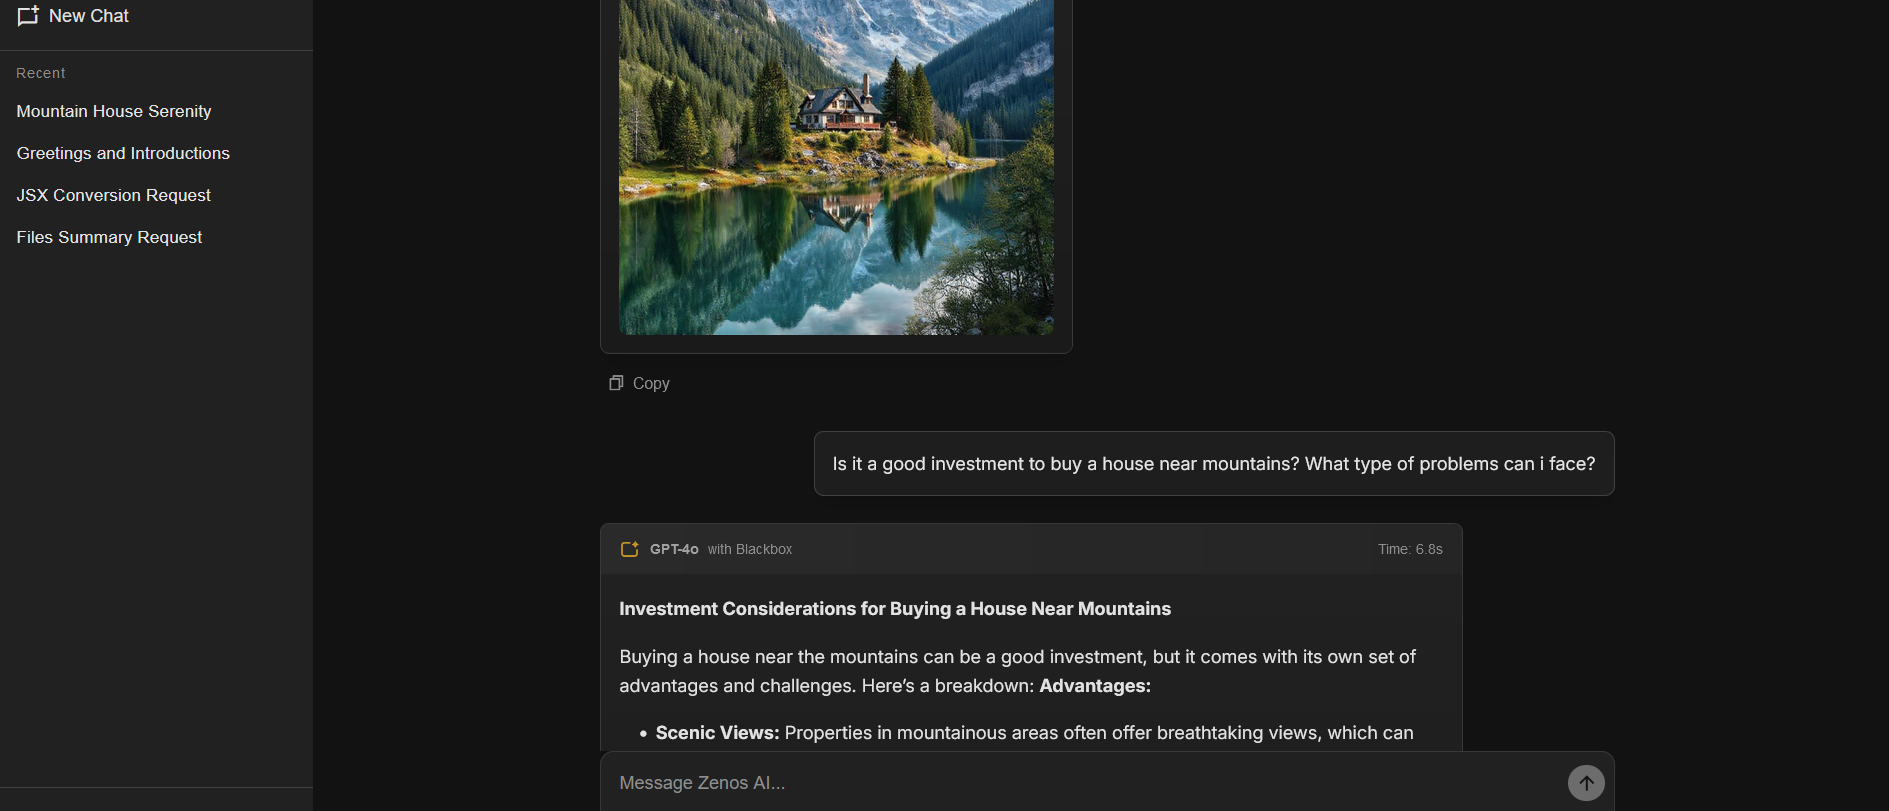 New Chat
Recent
Mountain House Serenity
Greetings and Introductions
JSX Conversion Request
Files Summary Request
Copy
Is it a good investment to buy a house near mountains? What type of problems can i face?
GPT-4o with Blackbox
Time: 6.8s
Investment Considerations for Buying a House Near Mountains
Buying a house near the mountains can be a good investment, but it comes with its own set of
advantages and challenges. Here’s a breakdown: Advantages:
• Scenic Views: Properties in mountainous areas often offer breathtaking views, which can
Message Zenos AI...